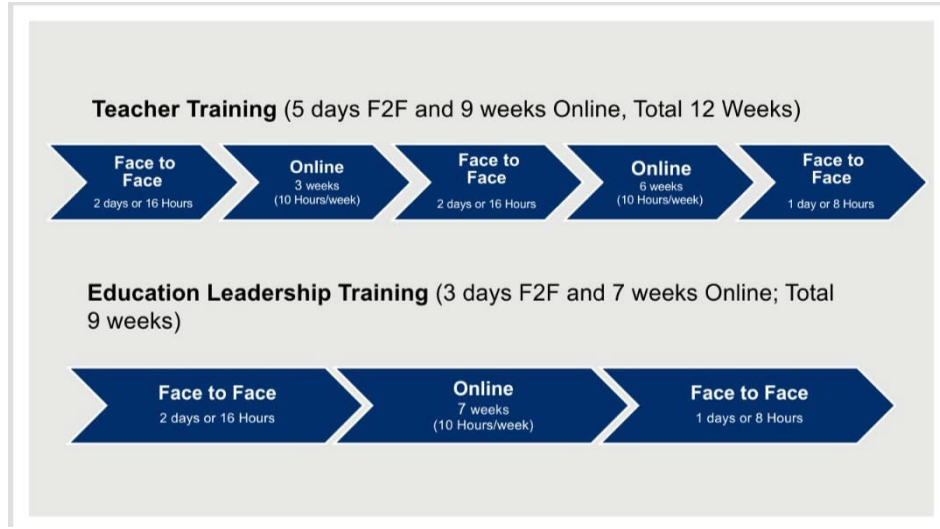 Teacher Training (5 days F2F and 9 weeks Online, Total 12 Weeks)
Face to
Face
2 days or 16 Hours
Online
3 weeks
(10 Hours/week)
Face to
Face
2 days or 16 Hours
Online
6 weeks
(10 Hours/week)
Face to
Face
1 day or 8 Hours
Education Leadership Training (3 days F2F and 7 weeks Online; Total
9 weeks)
Face to Face
2 days or 16 Hours
Online
7 weeks
(10 Hours/week)
Face to Face
1 days or 8 Hours